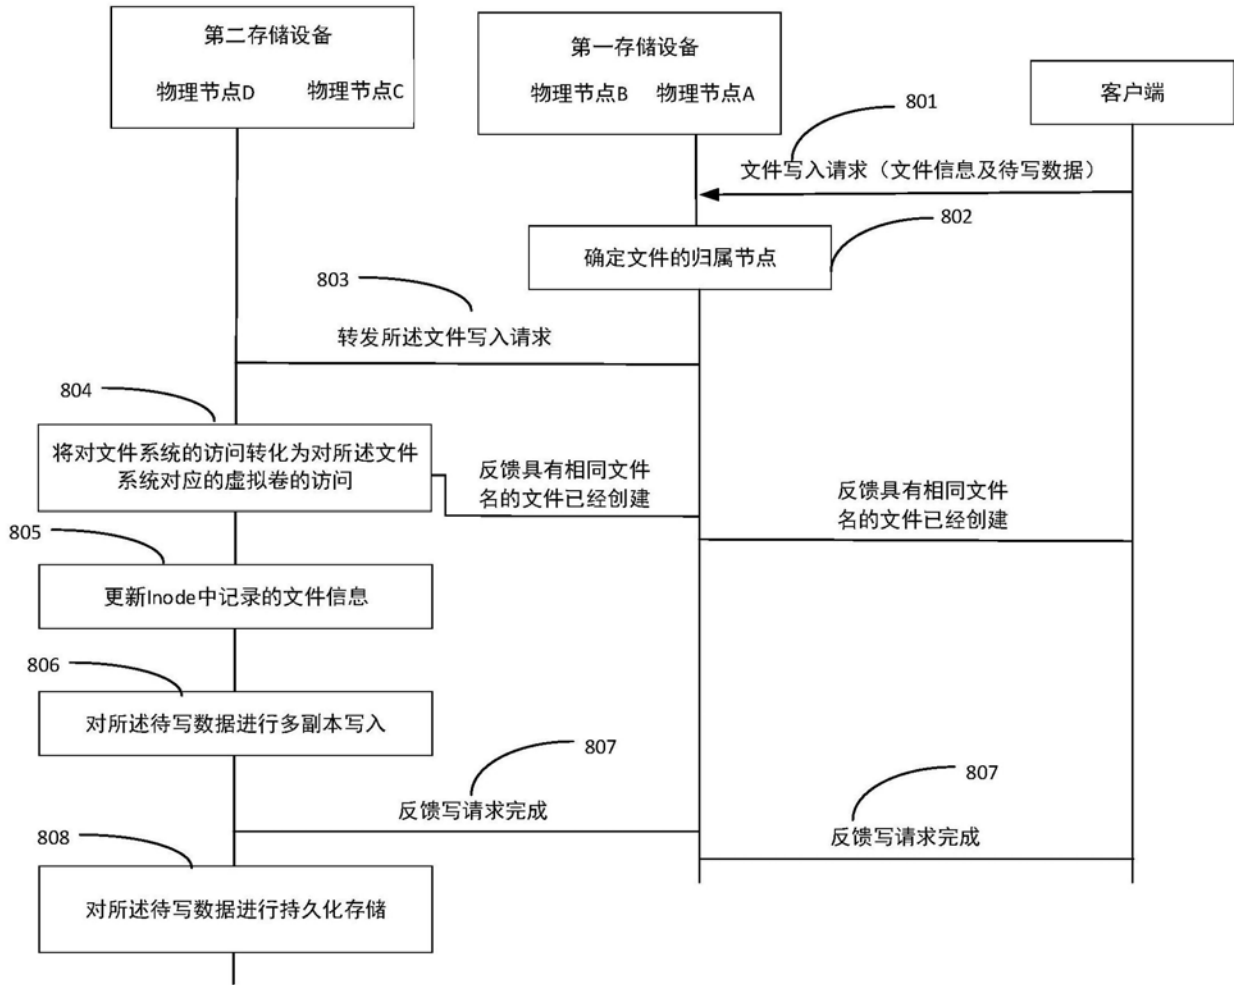 第二存储设备
物理节点D 物理节点C
第一存储设备
物理节点B 物理节点A
客户端
801
文件写入请求（文件信息及待写数据）
802
确定文件的归属节点
803
转发所述文件写入请求
804
将对文件系统的访问转化为对所述文件
系统对应的虚拟卷的访问
反馈具有相同文件
名的文件已经创建
反馈具有相同文件
名的文件已经创建
805
更新Inode中记录的文件信息
806
对所述待写数据进行多副本写入
807
反馈写请求完成
807
反馈写请求完成
808
对所述待写数据进行持久化存储